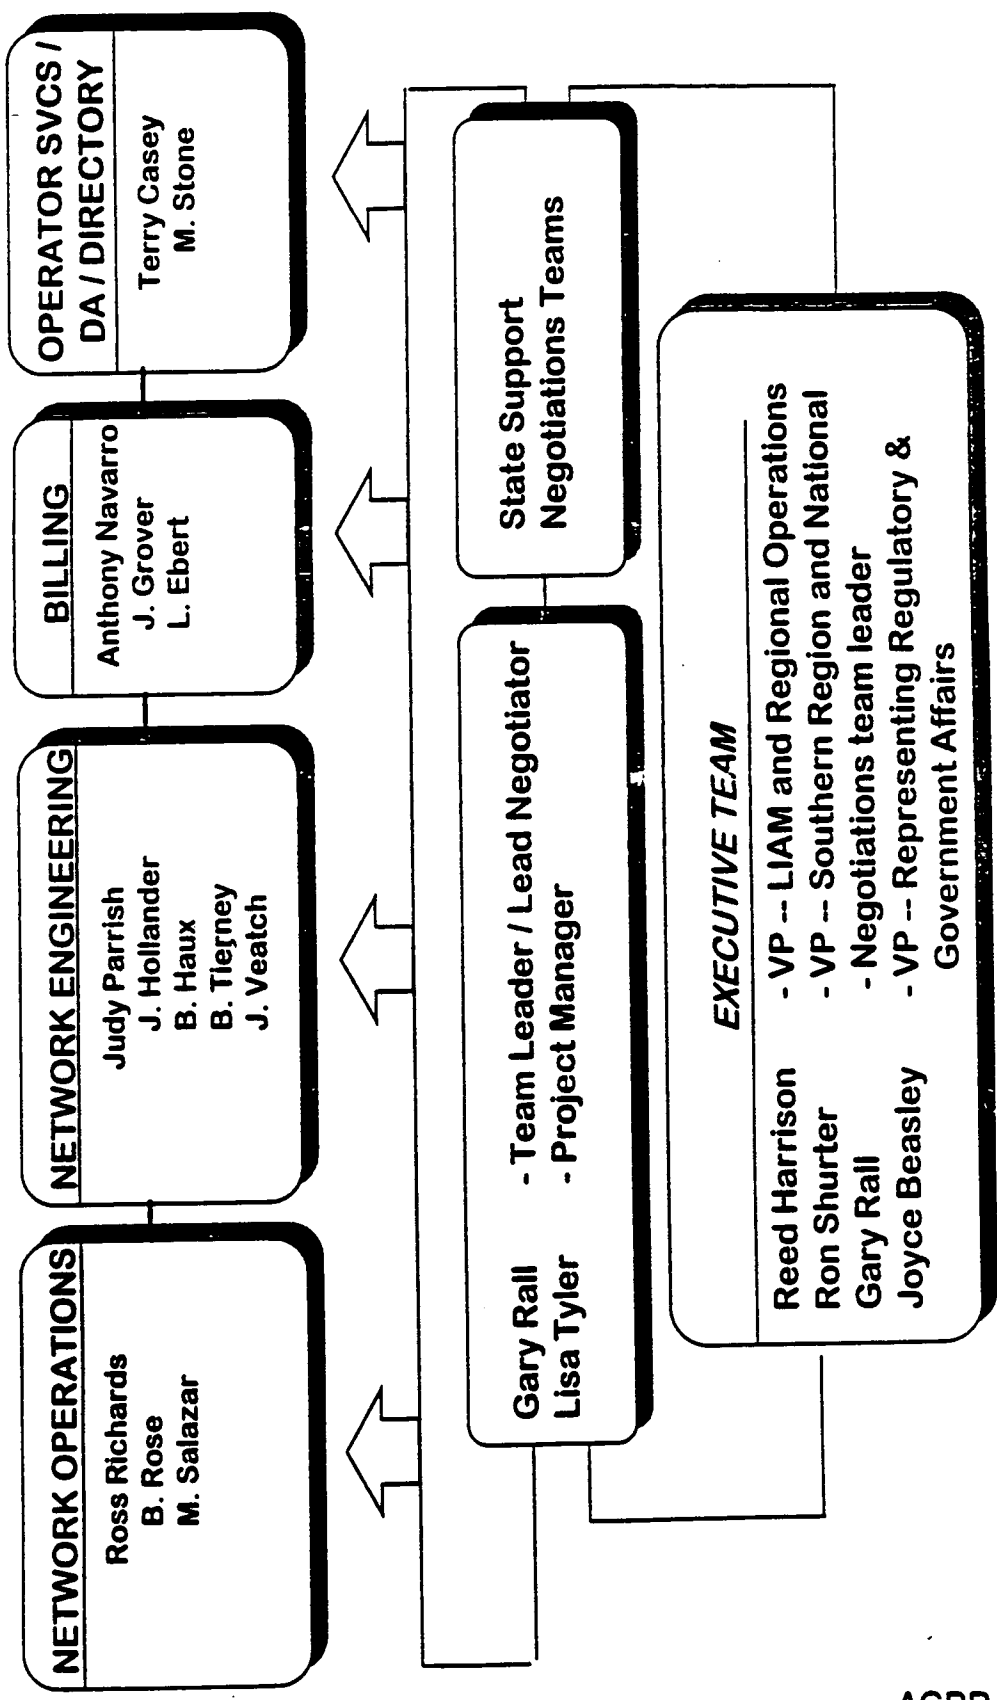 NETWORK OPERATIONS
Ross Richards
B. Rose
M. Salazar
NETWORK ENGINEERING
Judy Parrish
J. Hollander
B. Haux
B. Tierney
J. Veatch
BILLING
Anthony Navarro
J. Grover
L. Ebert
OPERATOR SVCS /
DA / DIRECTORY
Terry Casey
M. Stone
Gary Rall - Team Leader / Lead Negotiator
Lisa Tyler - Project Manager
State Support
Negotiations Teams
EXECUTIVE TEAM
Reed Harrison - VP -- LIAM and Regional Operations
Ron Shurter - VP -- Southern Region and National
Gary Rall - Negotiations team leader
Joyce Beasley - VP -- Representing Regulatory &
Government Affairs